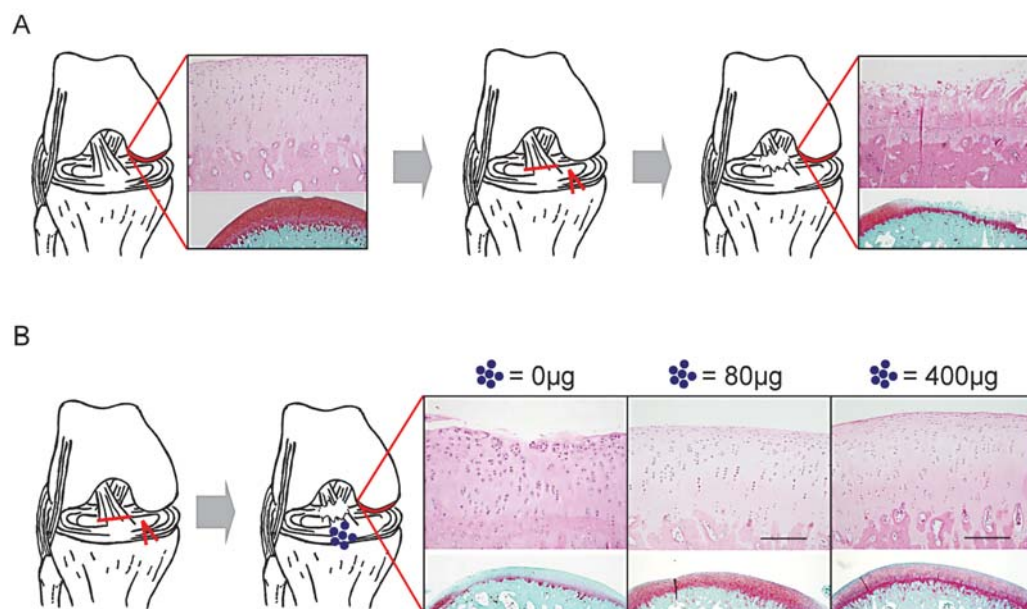 A
B
= 0µg
= 80µg
= 400µg